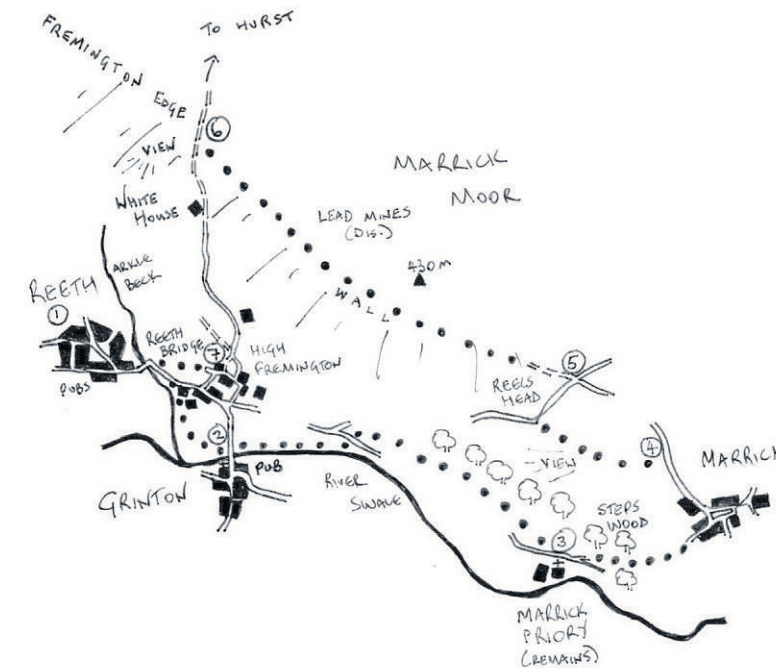 TO HURST
FREMINGTON EDGE
6
VIEW
MARRICK
MOOR
WHITE
HOUSE
LEAD MINES
(DIS.)
ARKLE
BECK
430M
REETH
1
WALL
REETH
BRIDGE
7
HIGH
FREMINGTON
5
REELS
HEAD
PUBS
2
4
VIEW
MARRICK
PUB
GRINTON
RIVER
SWALE
STEPS
WOOD
3
MARRICK
PRIORY
(REMAINS)